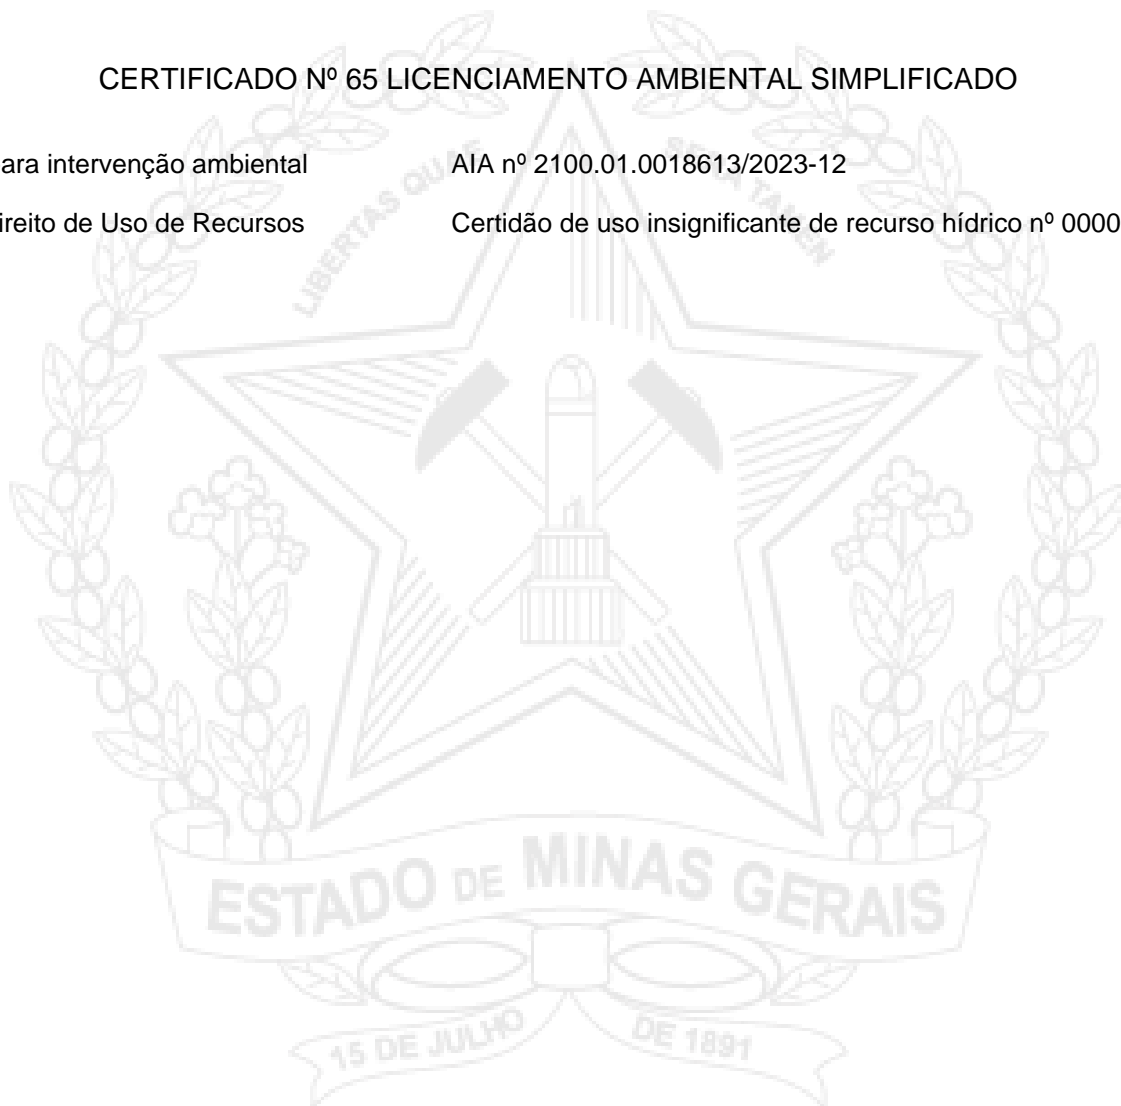 CERTIFICADO Nº 65 LICENCIAMENTO AMBIENTAL SIMPLIFICADO
ara intervenção ambiental AIA nº 2100.01.0018613/2023-12
ireito de Uso de Recursos Certidão de uso insignificante de recurso hídrico nº 0000
LIBERTAS QUAE SERA TAMEN
ESTADO DE MINAS GERAIS
15 DE JULHO DE 1891